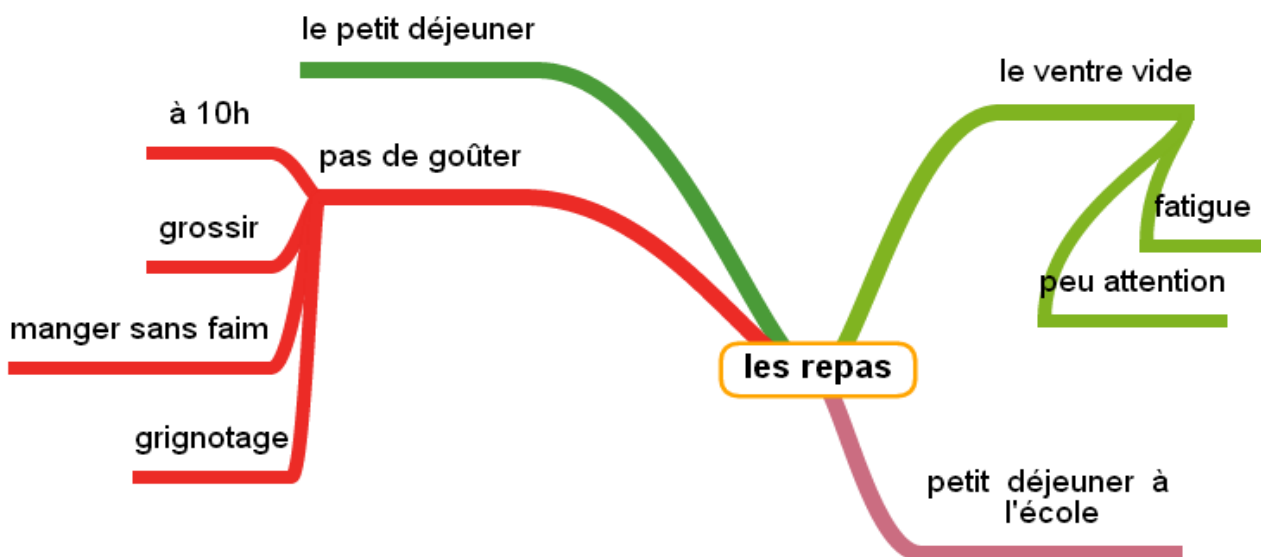 le petit déjeuner
le ventre vide
à 10h
pas de goûter
fatigue
grossir
peu attention
manger sans faim
les repas
grignotage
petit déjeuner à
l'école